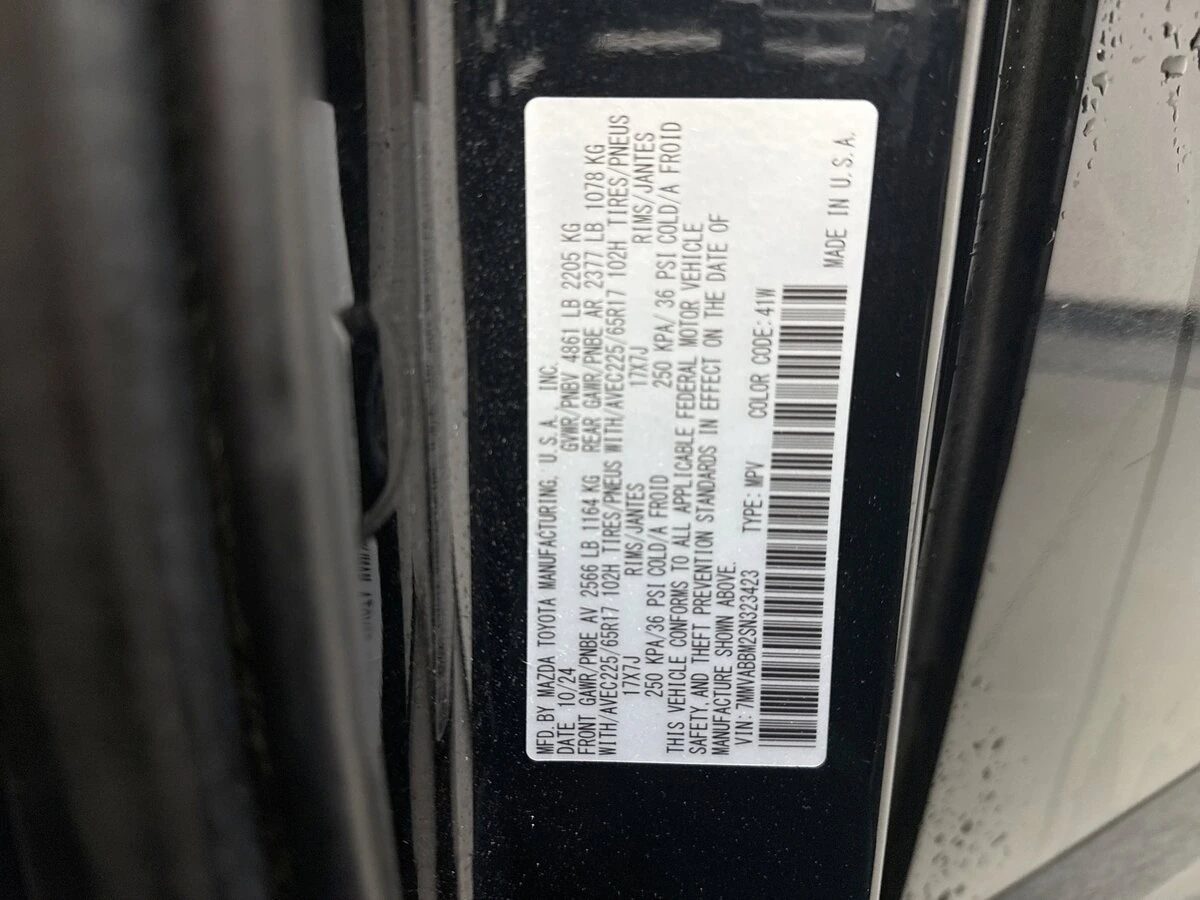 MFD.BY MAZDA TOYOTA MANUFACTURING, U.S.A., INC.
DATE 10/24 GVWR/PNBV 4861 LB 2205 KG
FRONT GAWR/PNBE AV 2566 LB 1164 KG REAR GAWR/PNBE AR 2377 LB 1078 KG
WITH/AVEC225/65R17 102H TIRES/PNEUS WITH/AVEC225/65R17 102H TIRES/PNEUS
17X7J RIMS/JANTES 17X7J RIMS/JANTES
250 KPA/36 PSI COLD/A FROID 250 KPA/ 36 PSI COLD/A FROID
THIS VEHICLE CONFORMS TO ALL APPLICABLE FEDERAL MOTOR VEHICLE
SAFETY,AND THEFT PREVENTION STANDARDS IN EFFECT ON THE DATE OF
MANUFACTURE SHOWN ABOVE.
VIN: 7MMVABBM2SN323423 TYPE: MPV COLOR CODE: 41W
MADE IN U.S.A.